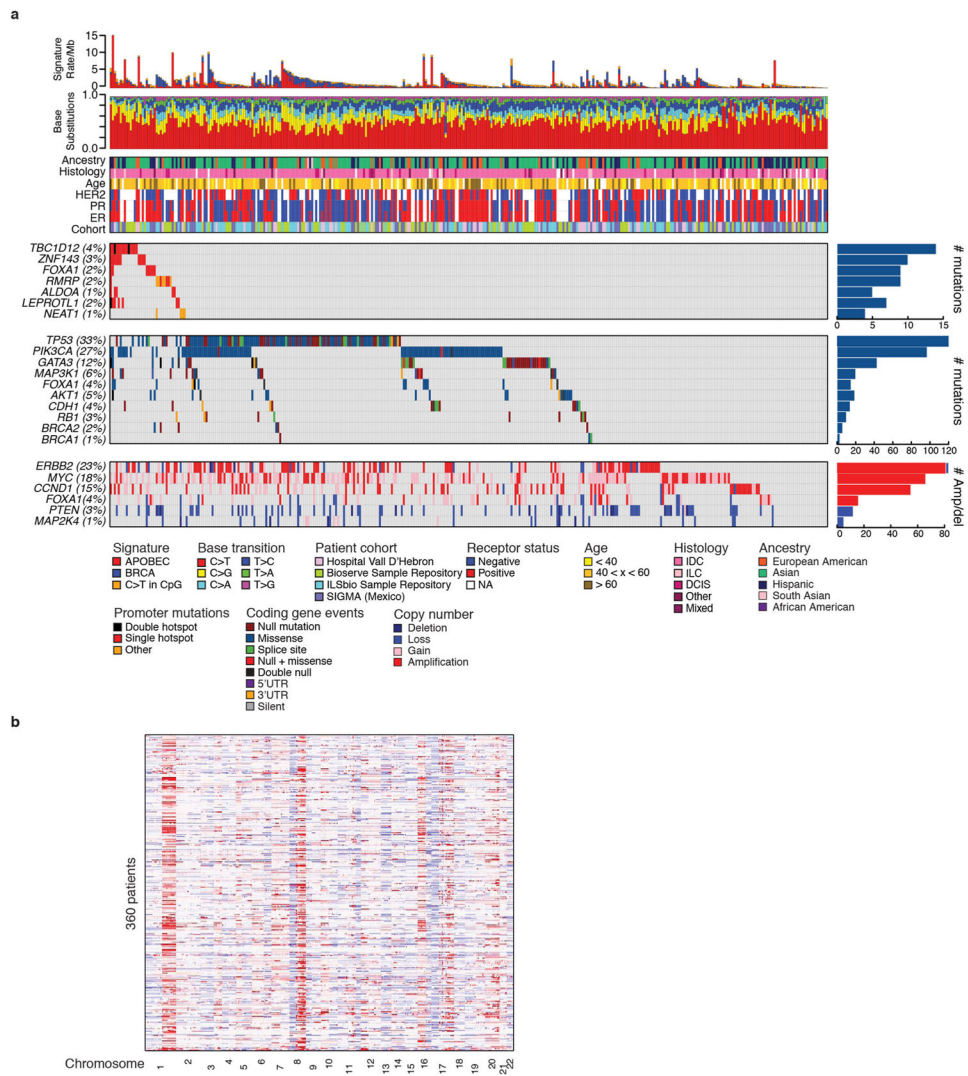 a
Signature
Rate/Mb
15
10
5
0
Base
Substitutions
1.0
0.0
Ancestry
Histology
Age
HER2
PR
ER
Cohort
TBC1D12 (4%)
ZNF143 (3%)
FOXA1 (2%)
RMRP (2%)
ALDOA (1%)
LEPROTL1 (2%)
NEAT1 (1%)
0 5 10 15
# mutations
TP53 (33%)
PIK3CA (27%)
GATA3 (12%)
MAP3K1 (6%)
FOXA1 (4%)
AKT1 (5%)
CDH1 (4%)
RB1 (3%)
BRCA2 (2%)
BRCA1 (1%)
0 20 40 60 80 100 120
# mutations
ERBB2 (23%)
MYC (18%)
CCND1 (15%)
FOXA1(4%)
PTEN (3%)
MAP2K4 (1%)
0 20 40 60 80
# Amp/del
Signature
APOBEC
BRCA
C>T in CpG
Base transition
C>T T>C
C>G T>A
C>A T>G
Patient cohort
Hospital Vall D'Hebron
Bioserve Sample Repository
ILSbio Sample Repository
SIGMA (Mexico)
Receptor status
Negative
Positive
NA
Age
< 40
40 < x < 60
> 60
Histology
IDC
ILC
DCIS
Other
Mixed
Ancestry
European American
Asian
Hispanic
South Asian
African American
Promoter mutations
Double hotspot
Single hotspot
Other
Coding gene events
Null mutation
Missense
Splice site
Null + missense
Double null
5'UTR
3'UTR
Silent
Copy number
Deletion
Loss
Gain
Amplification
b
360 patients
Chromosome 1 2 3 4 5 6 7 8 9 10 11 12 13 14 15 16 17 18 19 20 21 22